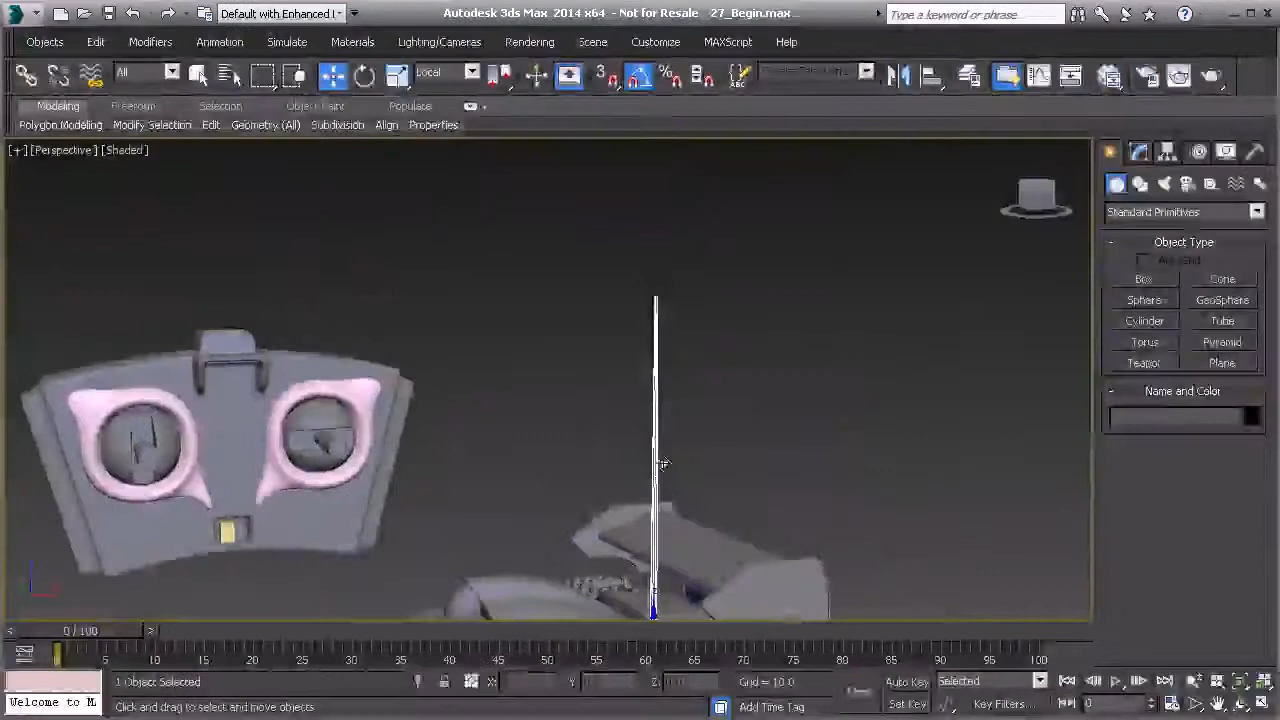 Default with Enhanced
Autodesk 3ds Max 2014 x64 - Not for Resale 27_Begin.max...
Type a keyword or phrase
Objects Edit Modifiers Animation Simulate Materials Lighting/Cameras Rendering Scene Customize MAXScript Help
All Local
Modeling Freeform Selection Object Paint Populate
Polygon Modeling Modify Selection Edit Geometry (All) Subdivision Align Properties
[+][Perspective][Shaded]
Standard Primitives
- Object Type
AutoGrid
Box Cone
Sphere GeoSphere
Cylinder Tube
Torus Pyramid
Teapot Plane
- Name and Color
< 0 / 100 >
5 10 15 20 25 30 35 40 45 50 55 60 65 70 75 80 85 90 95 100
1 Object Selected X Y Z Grid = 10.0 Auto Key Selected
Welcome to M Click and drag to select and move objects Add Time Tag Set Key Key Filters... 0